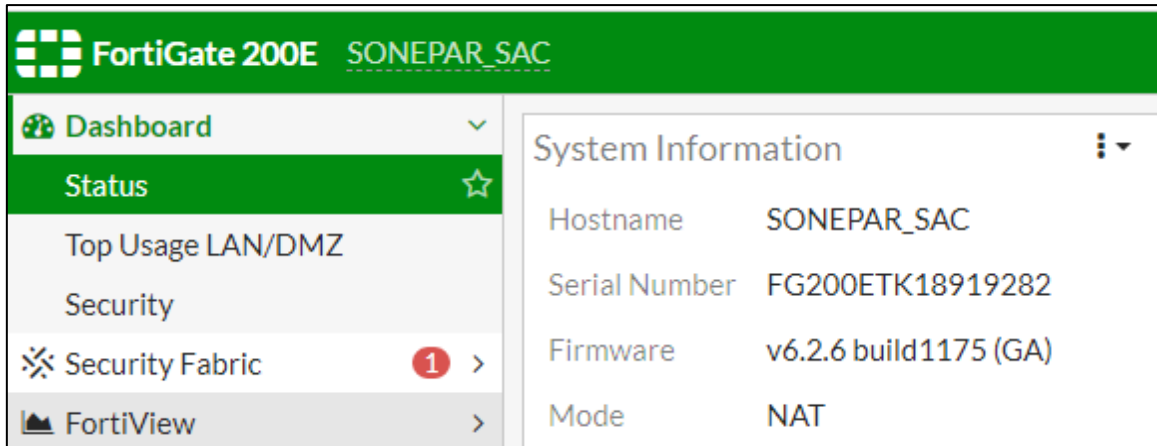 FortiGate 200E SONEPAR_SAC
Dashboard
Status
Top Usage LAN/DMZ
Security
Security Fabric 1
FortiView
System Information
Hostname SONEPAR_SAC
Serial Number FG200ETK18919282
Firmware v6.2.6 build1175 (GA)
Mode NAT